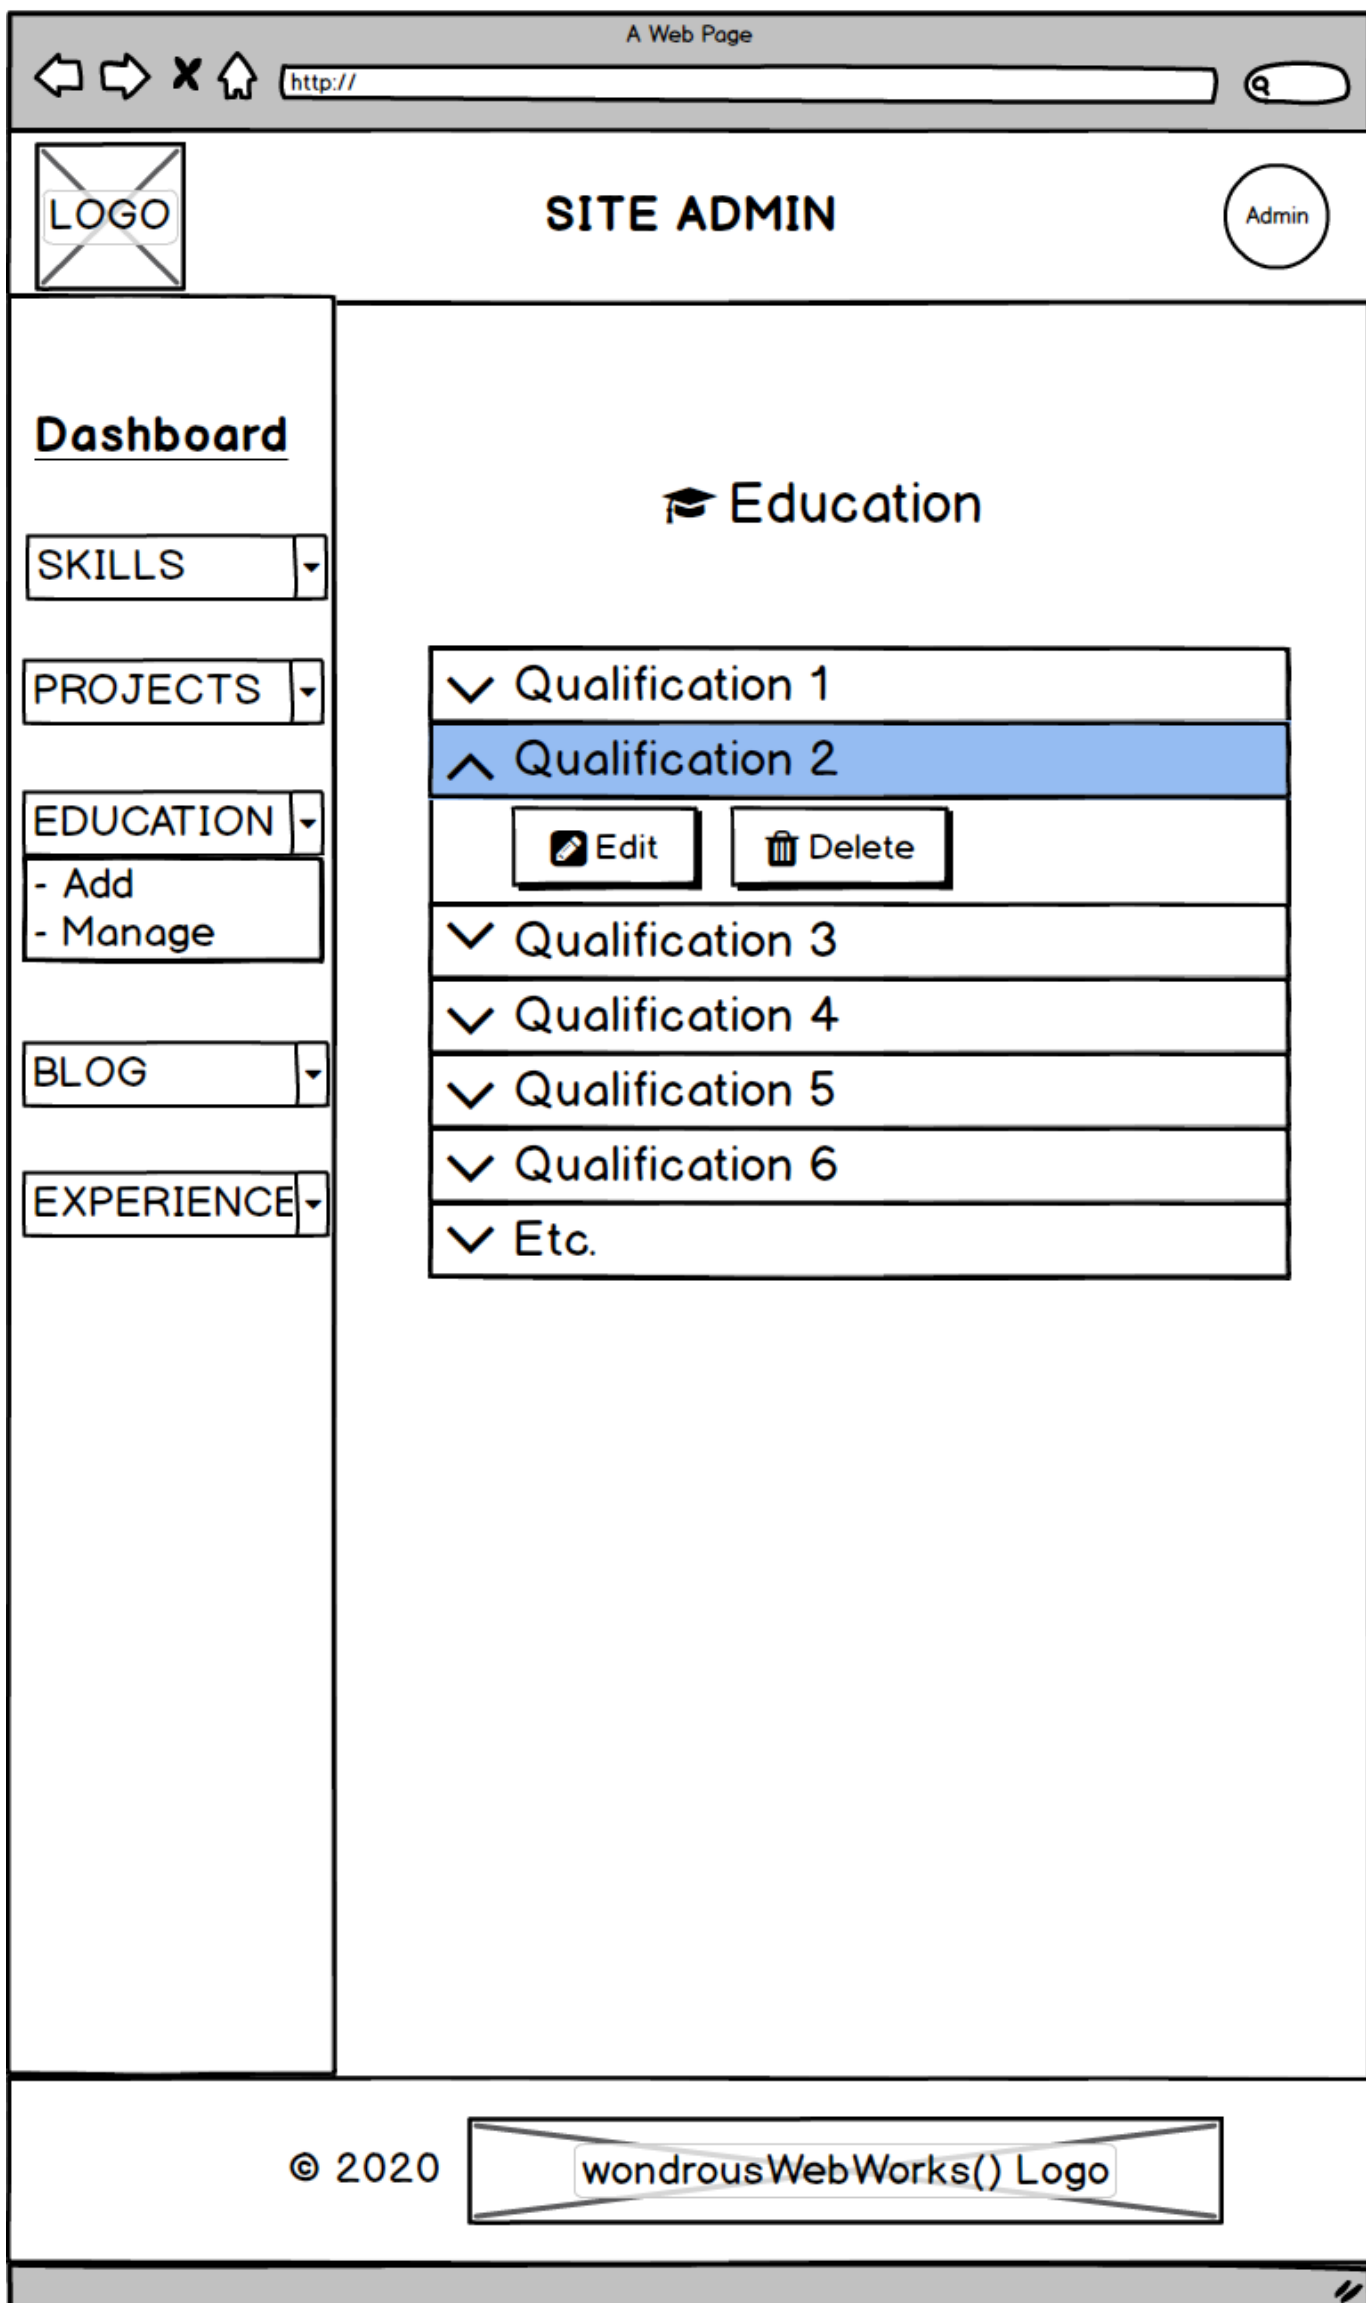 A Web Page
http://
LOGO
SITE ADMIN
Admin
Dashboard
SKILLS
PROJECTS
EDUCATION
- Add
- Manage
BLOG
EXPERIENCE
Education
Qualification 1
Qualification 2
Edit
Delete
Qualification 3
Qualification 4
Qualification 5
Qualification 6
Etc.
© 2020
wondrousWebWorks() Logo